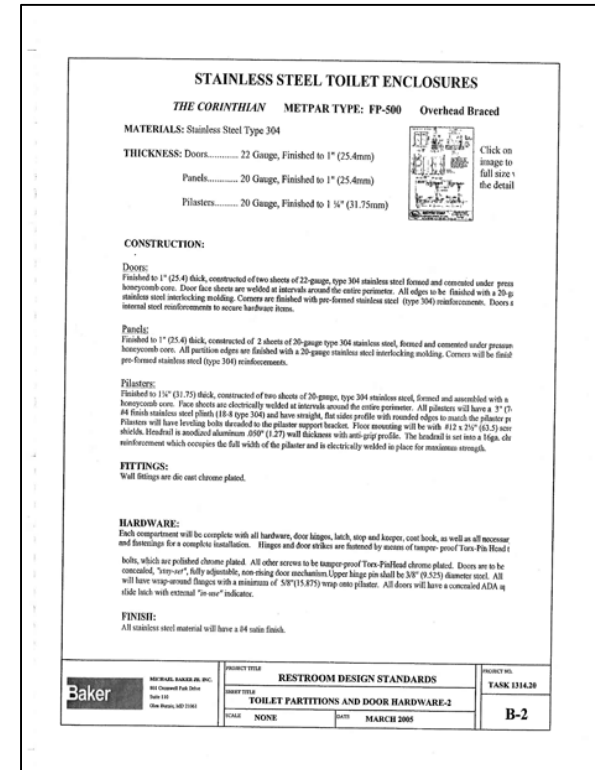 STAINLESS STEEL TOILET ENCLOSURES
THE CORINTHIAN METPAR TYPE: FP-500 Overhead Braced
MATERIALS: Stainless Steel Type 304
THICKNESS: Doors............ 22 Gauge, Finished to 1" (25.4mm)
Panels.......... 20 Gauge, Finished to 1" (25.4mm)
Pilasters......... 20 Gauge, Finished to 1 ¼" (31.75mm)
Click on
image to
full size
the detail
CONSTRUCTION:
Doors:
Finished to 1" (25.4) thick, constructed of two sheets of 22-gauge, type 304 stainless steel formed and cemented under
honeycomb core. Door face sheets are welded at intervals around the entire perimeter. All edges to be finished with a
stainless steel interlocking molding. Corners are finished with pre-formed stainless steel (type 304) reinforcements. Doors
internal steel reinforcements to secure hardware items.
Panels:
Finished to 1" (25.4) thick, constructed of 2 sheets of 20-gauge type 304 stainless steel, formed and cemented under
honeycomb core. All partition edges are finished with a 20-gauge stainless steel interlocking molding. Corners will be
pre-formed stainless steel (type 304) reinforcements.
Pilasters:
Finished to 1¼" (31.75) thick, constructed of two sheets of 20-gauge, type 304 stainless steel, formed and assembled with a
honeycomb core. Face sheets are electrically welded at intervals around the entire perimeter. All pilasters will have a 3"
#4 finish stainless steel plinth (18-8 type 304) and have straight, flat sides profile with rounded edges to match the pilaster
Pilasters will have leveling bolts threaded to the pilaster support bracket. Floor mounting will be with #12 x 2½" (63.5)
shields. Headrail is anodized aluminum .050" (1.27) wall thickness with anti-grip profile. The headrail is set into a 16ga.
reinforcement which occupies the full width of the pilaster and is electrically welded in place for maximum strength.
FITTINGS:
Wall fittings are die cast chrome plated.
HARDWARE:
Each compartment will be complete with all hardware, door hinges, latch, stop and keeper, coat hook, as well as all
and fastenings for a complete installation. Hinges and door strikes are fastened by means of tamper- proof Torx-Pin Head
bolts, which are polished chrome plated. All other screws to be tamper-proof Torx-PinHead chrome plated. Doors are to be
concealed, "stay-set", fully adjustable, non-rising door mechanism.Upper hinge pin shall be 3/8" (9.525) diameter steel. All
will have wrap-around flanges with a minimum of 5/8"(15.875) wrap onto pilaster. All doors will have a concealed ADA
slide latch with external "in-use" indicator.
FINISH:
All stainless steel material will have a #4 satin finish.
Baker
MICHAEL BAKER JR. INC.
801 Cromwell Park Drive
Suite 110
Glen Burnie, MD 21061
PROJECT TITLE
RESTROOM DESIGN STANDARDS
SHEET TITLE
TOILET PARTITIONS AND DOOR HARDWARE-2
SCALE NONE DATE MARCH 2005
PROJECT NO.
TASK 1314.20
B-2